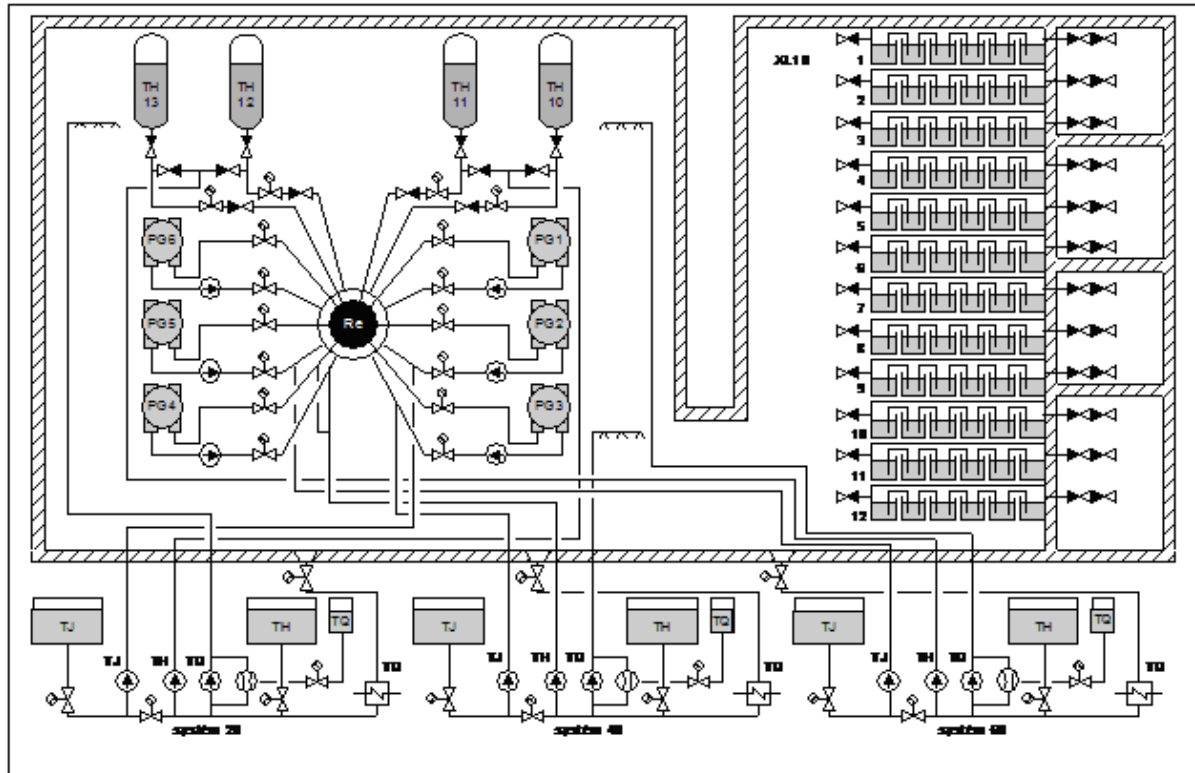 XL10
TH 13
TH 12
TH 11
TH 10
1
2
3
4
5
6
7
8
9
10
11
12
PG6
PG1
PG5
Re
PG2
PG4
PG3
TJ
TH
TQ
TJ
TH
TQ
TJ
TH
TQ
TJ
TH
TQ
TQ
TJ
TH
TQ
TQ
TJ
TH
TQ
TQ
systém 20
systém 40
systém 60